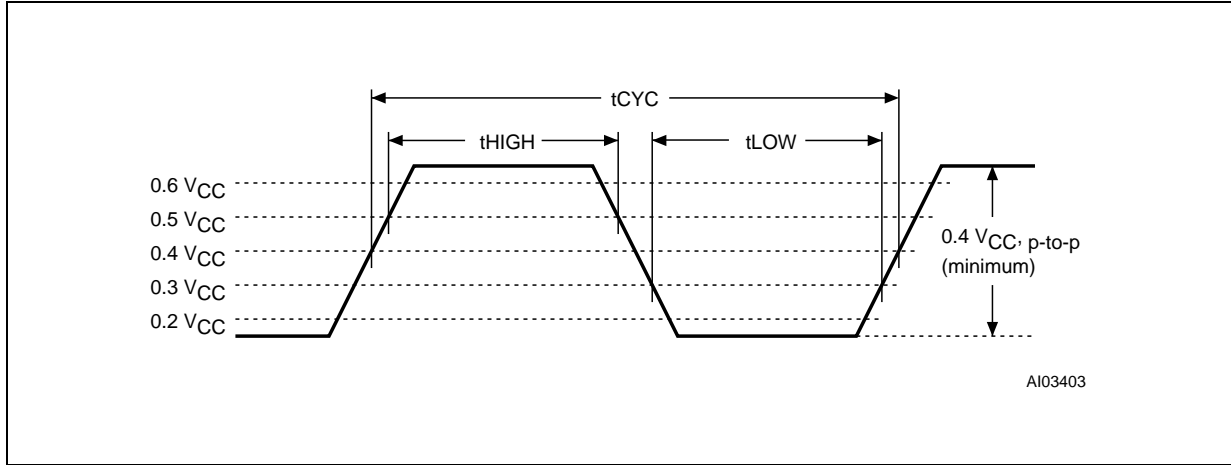 tCYC
tHIGH
tLOW
0.6 VCC
0.5 VCC
0.4 VCC
0.3 VCC
0.2 VCC
0.4 VCC, p-to-p
(minimum)
AI03403